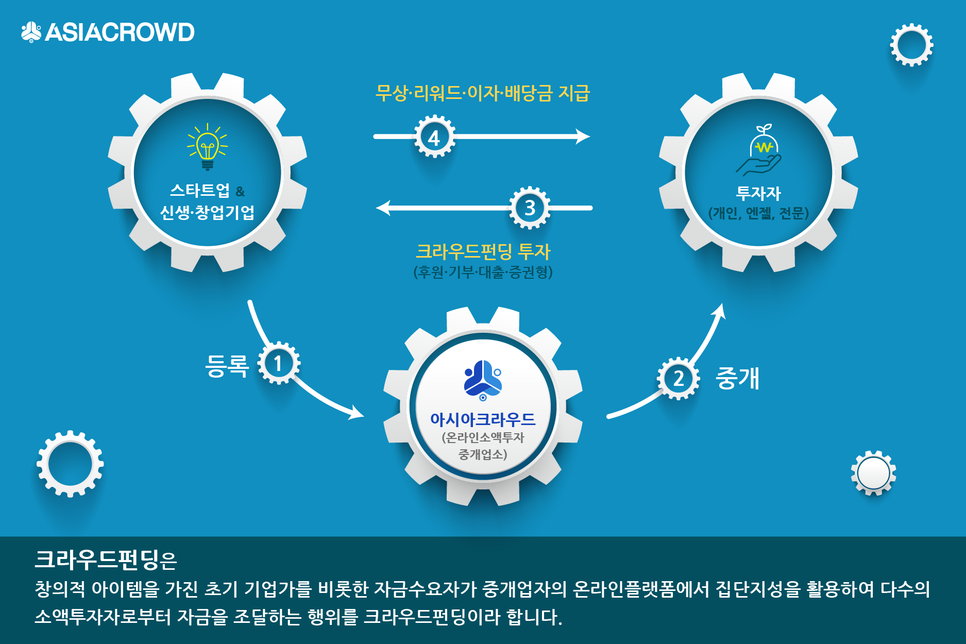 ASIACROWD
무상·리워드·이자·배당금 지급
4
스타트업 &
신생·창업기업
투자자
(개인, 엔젤, 전문)
3
크라우드펀딩 투자
(후원·기부·대출·증권형)
등록 1
2 중개
아시아크라우드
(온라인소액투자
중개업소)
크라우드펀딩은
창의적 아이템을 가진 초기 기업가를 비롯한 자금수요자가 중개업자의 온라인플랫폼에서 집단지성을 활용하여 다수의
소액투자자로부터 자금을 조달하는 행위를 크라우드펀딩이라 합니다.